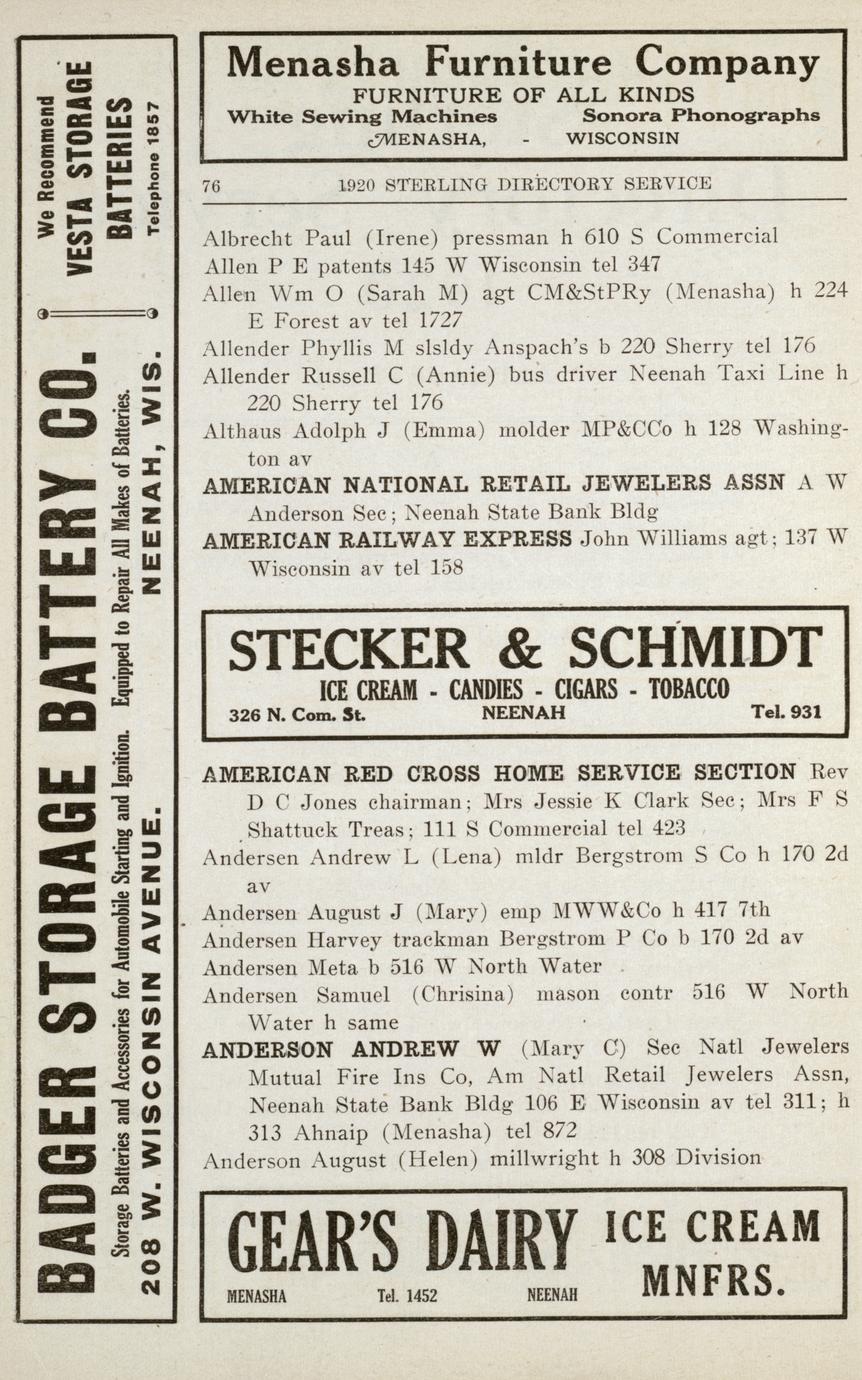 Menasha Furniture Company
FURNITURE OF ALL KINDS
White Sewing Machines Sonora Phonographs
MENASHA, - WISCONSIN
76 1920 STERLING DIRECTORY SERVICE
Albrecht Paul (Irene) pressman h 610 S Commercial
Allen P E patents 145 W Wisconsin tel 347
Allen Wm O (Sarah M) agt CM&StPRy (Menasha) h 224
E Forest av tel 1727
Allender Phyllis M slsldy Anspach's b 220 Sherry tel 176
Allender Russell C (Annie) bus driver Neenah Taxi Line h
220 Sherry tel 176
Althaus Adolph J (Emma) molder MP&CCo h 128 Washing-
ton av
AMERICAN NATIONAL RETAIL JEWELERS ASSN A W
Anderson Sec; Neenah State Bank Bldg
AMERICAN RAILWAY EXPRESS John Williams agt; 137 W
Wisconsin av tel 158
STECKER & SCHMIDT
ICE CREAM - CANDIES - CIGARS - TOBACCO
326 N. Com. St. NEENAH Tel. 931
AMERICAN RED CROSS HOME SERVICE SECTION Rev
D C Jones chairman; Mrs Jessie K Clark Sec; Mrs F S
Shattuck Treas; 111 S Commercial tel 423
Andersen Andrew L (Lena) mldr Bergstrom S Co h 170 2d
av
Andersen August J (Mary) emp MWW&Co h 417 7th
Andersen Harvey trackman Bergstrom P Co b 170 2d av
Andersen Meta b 516 W North Water
Andersen Samuel (Chrisina) mason contr 516 W North
Water h same
ANDERSON ANDREW W (Mary C) Sec Natl Jewelers
Mutual Fire Ins Co, Am Natl Retail Jewelers Assn,
Neenah State Bank Bldg 106 E Wisconsin av tel 311; h
313 Ahnaip (Menasha) tel 872
Anderson August (Helen) millwright h 308 Division
GEAR'S DAIRY ICE CREAM
MNFRS.
MENASHA Tel. 1452 NEENAH
BADGER STORAGE BATTERY CO.
Storage Batteries and Accessories for Automobile Starting and Ignition. Equipped to Repair All Makes of Batteries.
208 W. WISCONSIN AVENUE. NEENAH, WIS.
We Recommend
VESTA STORAGE
BATTERIES
Telephone 1857